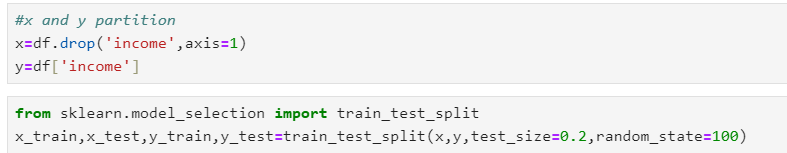 #x and y partition
x=df.drop('income',axis=1)
y=df['income']
from sklearn.model_selection import train_test_split
x_train,x_test,y_train,y_test=train_test_split(x,y,test_size=0.2,random_state=100)